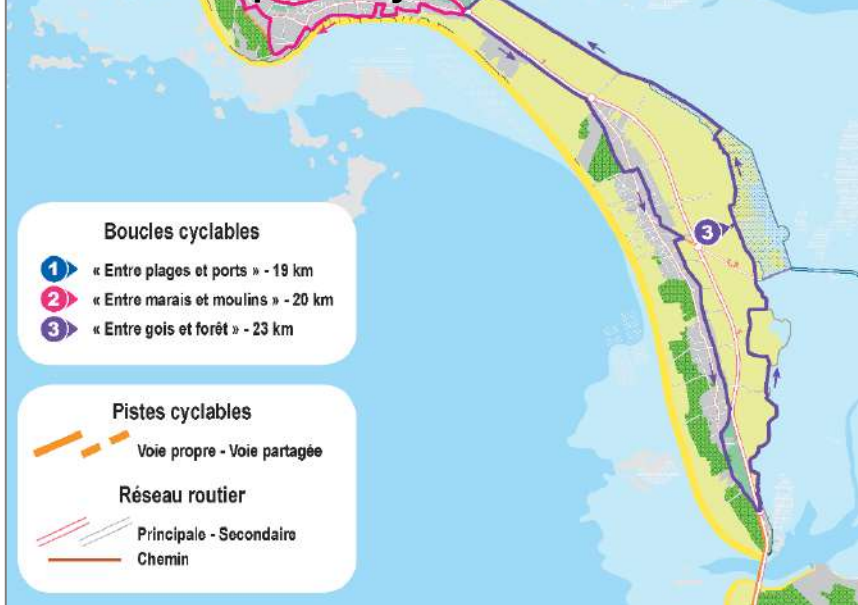 Boucles cyclables
1 « Entre plages et ports » - 19 km
2 « Entre marais et moulins » - 20 km
3 « Entre gois et forêt » - 23 km
3
Pistes cyclables
Voie propre - Voie partagée
Réseau routier
Principale - Secondaire
Chemin